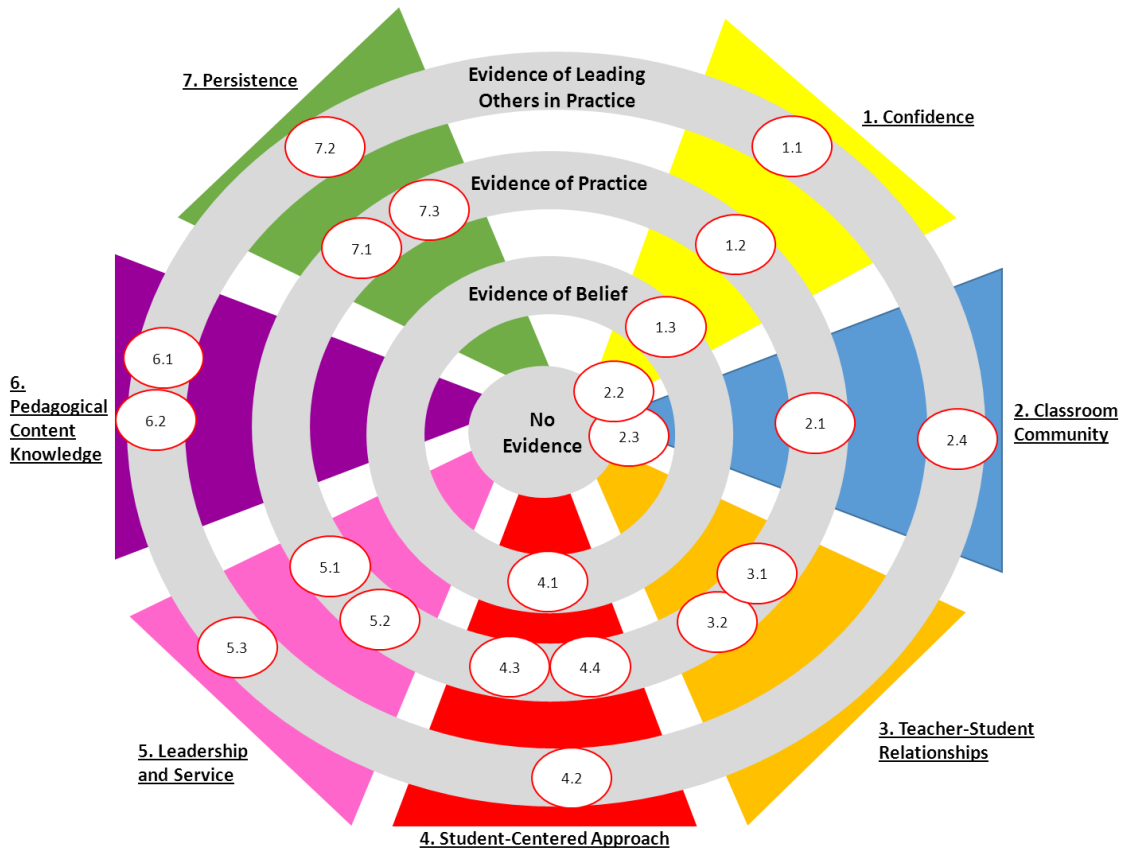 Evidence of Leading
Others in Practice
7. Persistence
1. Confidence
7.2
1.1
Evidence of Practice
7.3
7.1
1.2
Evidence of Belief
1.3
6.1
6.2
6.
Pedagogical
Content
Knowledge
No
Evidence
2.2
2.3
2.1
2.4
2. Classroom
Community
5.1
5.2
5.3
4.1
4.3
4.4
3.1
3.2
5. Leadership
and Service
3. Teacher-Student
Relationships
4.2
4. Student-Centered Approach